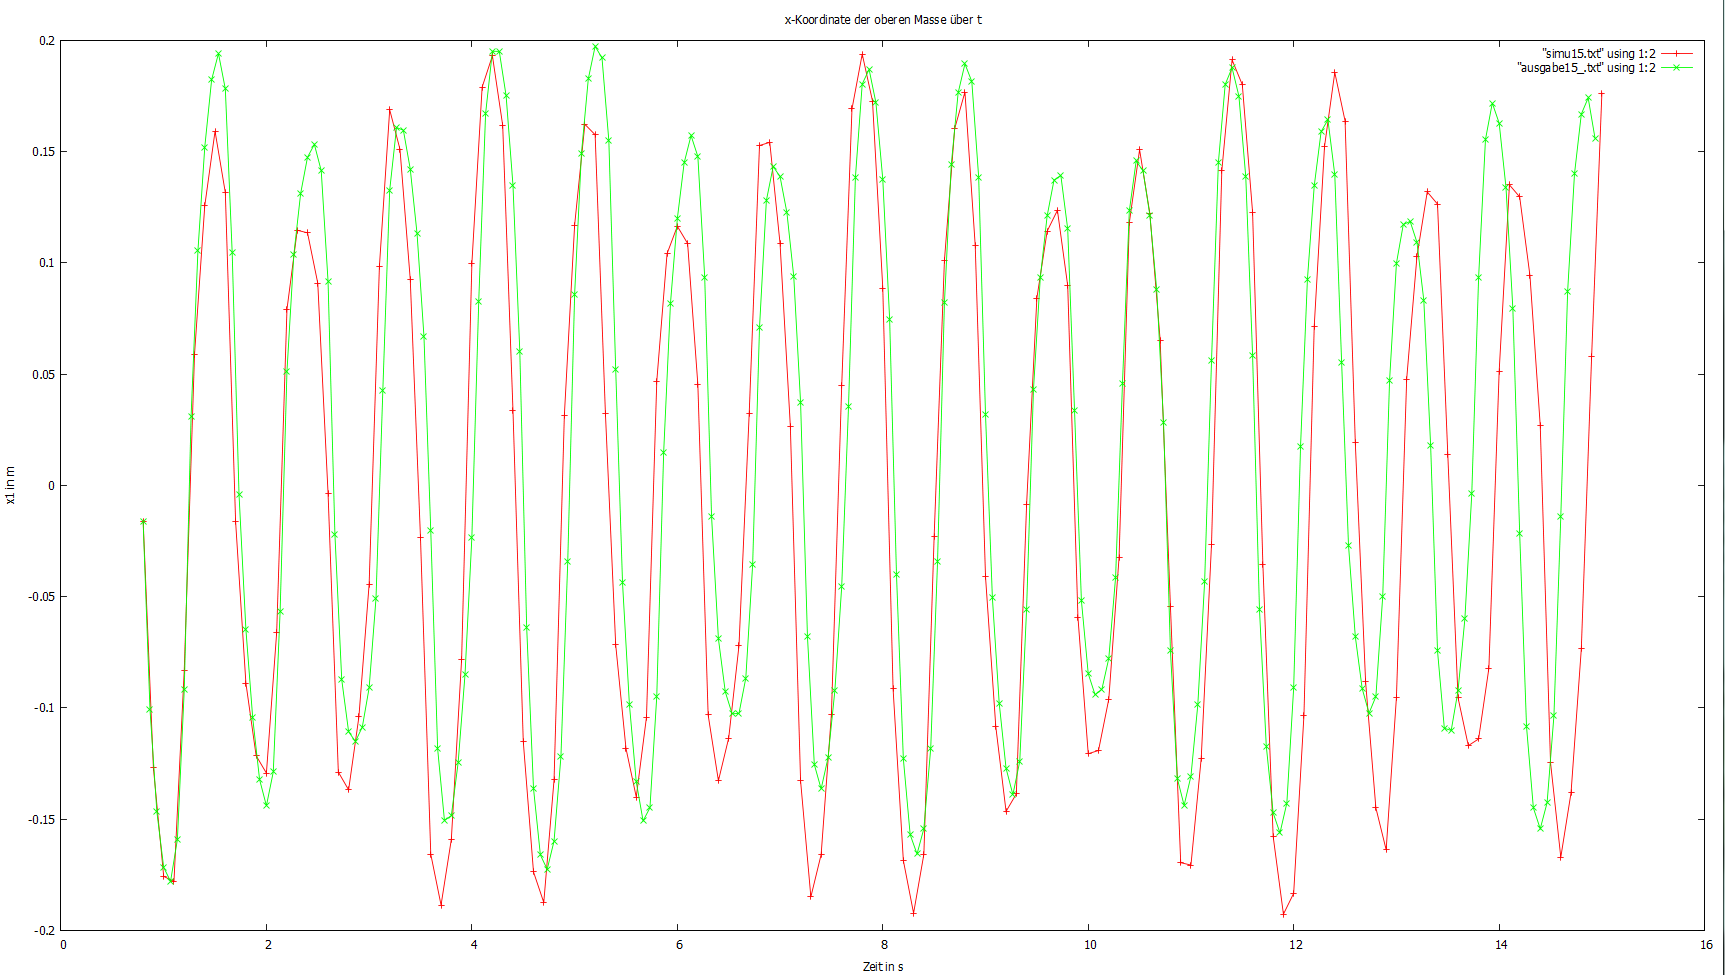 x-Koordinate der oberen Masse über t
"simu15.txt" using 1:2
"ausgabe15_.txt" using 1:2
0.2
0.15
0.1
0.05
0
-0.05
-0.1
-0.15
-0.2
x1 in m
0 2 4 6 8 10 12 14 16
Zeit in s